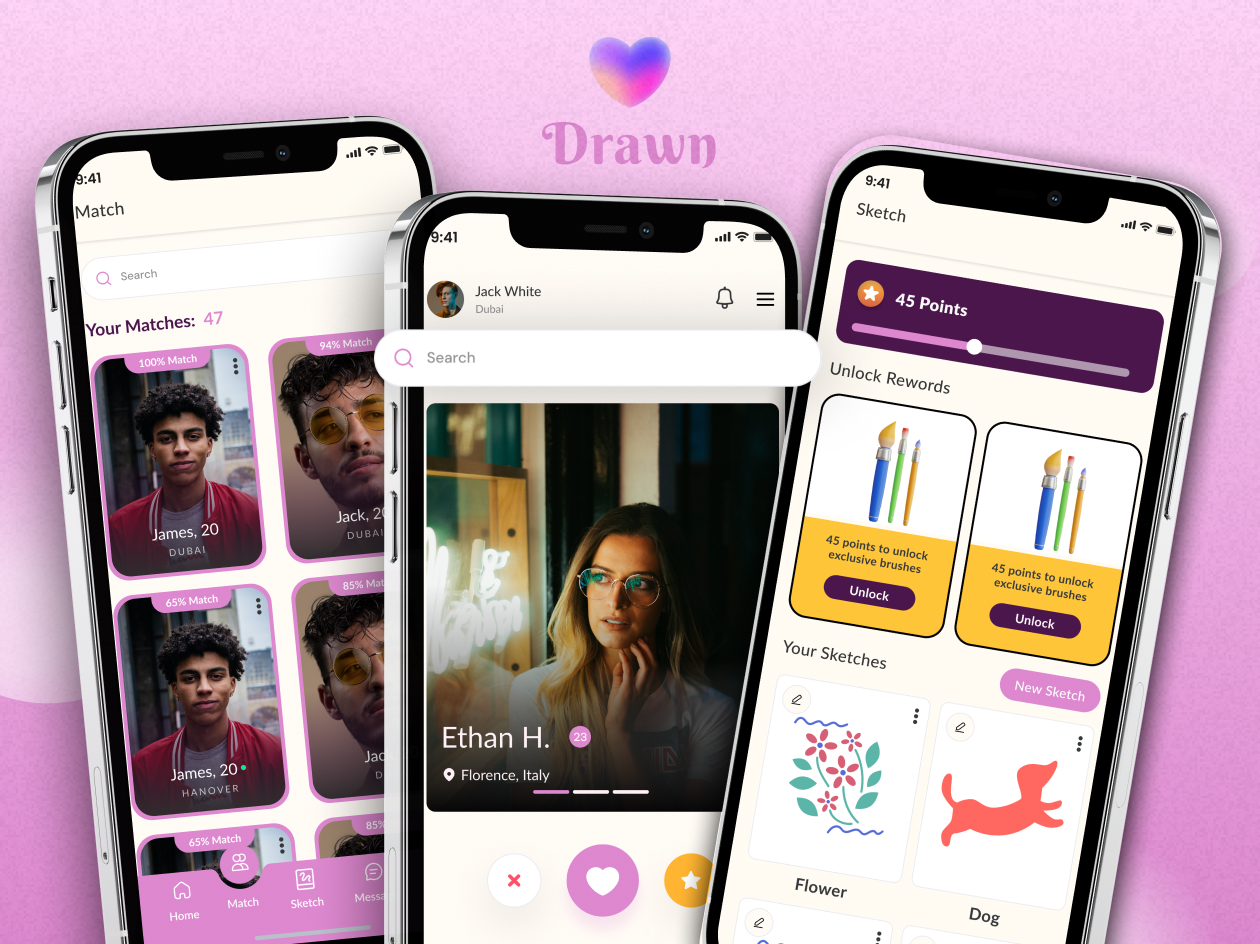 Drawn
9:41
Match
Search
Your Matches: 47
100% Match
94% Match
James, 20
DUBAI
Jack, 20
DUBAI
65% Match
85% Mat
James, 20
HANOVER
Jac
D
65% Match
85%
Home
Match
Sketch
Messa
9:41
Jack White
Dubai
Search
Ethan H. 23
Florence, Italy
9:41
Sketch
45 Points
Unlock Rewords
45 points to unlock
exclusive brushes
Unlock
45 points to unlock
exclusive brushes
Unlock
Your Sketches
New Sketch
Flower
Dog